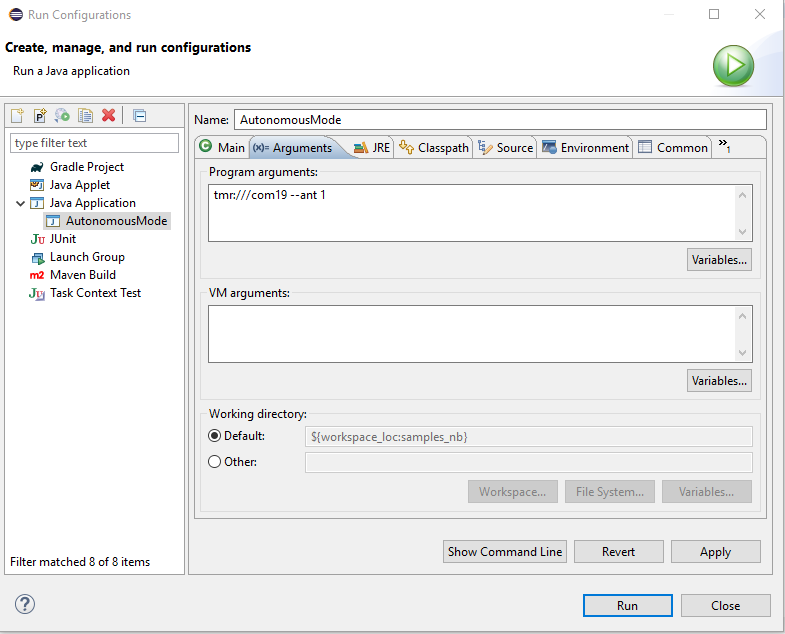 Run Configurations
Create, manage, and run configurations
Run a Java application
type filter text
Gradle Project
Java Applet
Java Application
AutonomousMode
JUnit
Launch Group
Maven Build
Task Context Test
Filter matched 8 of 8 items
Name: AutonomousMode
Main (x)= Arguments JRE Classpath Source Environment Common »1
Program arguments:
tmr:///com19 --ant 1
Variables...
VM arguments:
Variables...
Working directory:
Default: ${workspace_loc:samples_nb}
Other:
Workspace... File System... Variables...
Show Command Line Revert Apply
Run Close